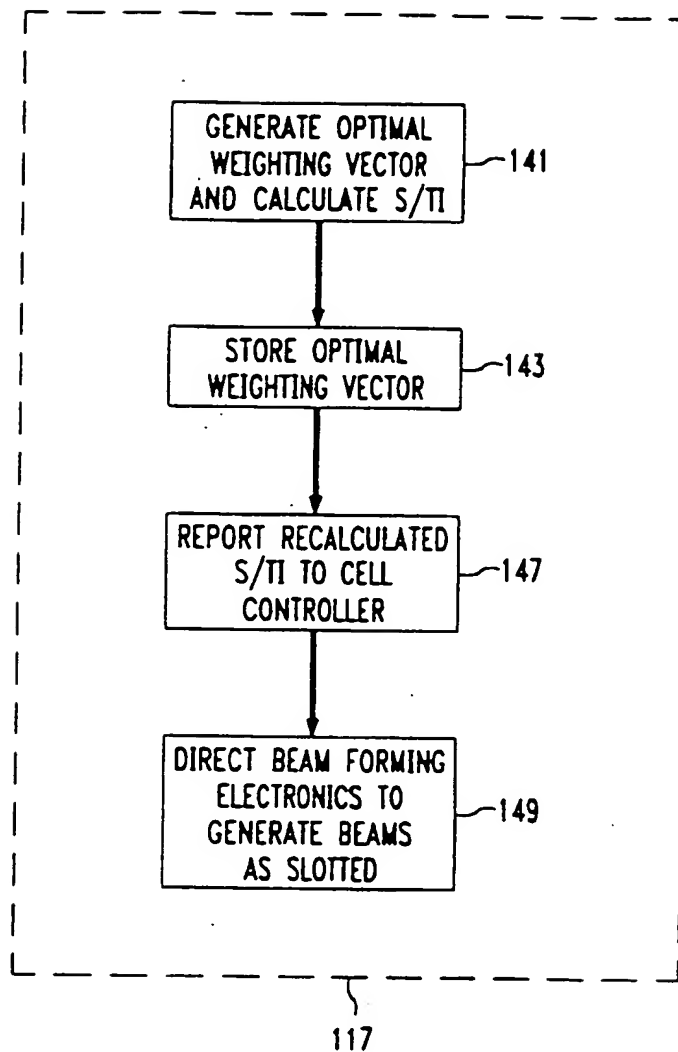 GENERATE OPTIMAL
WEIGHTING VECTOR
AND CALCULATE S/TI
141
STORE OPTIMAL
WEIGHTING VECTOR
143
REPORT RECALCULATED
S/TI TO CELL
CONTROLLER
147
DIRECT BEAM FORMING
ELECTRONICS TO
GENERATE BEAMS
AS SLOTTED
149
117